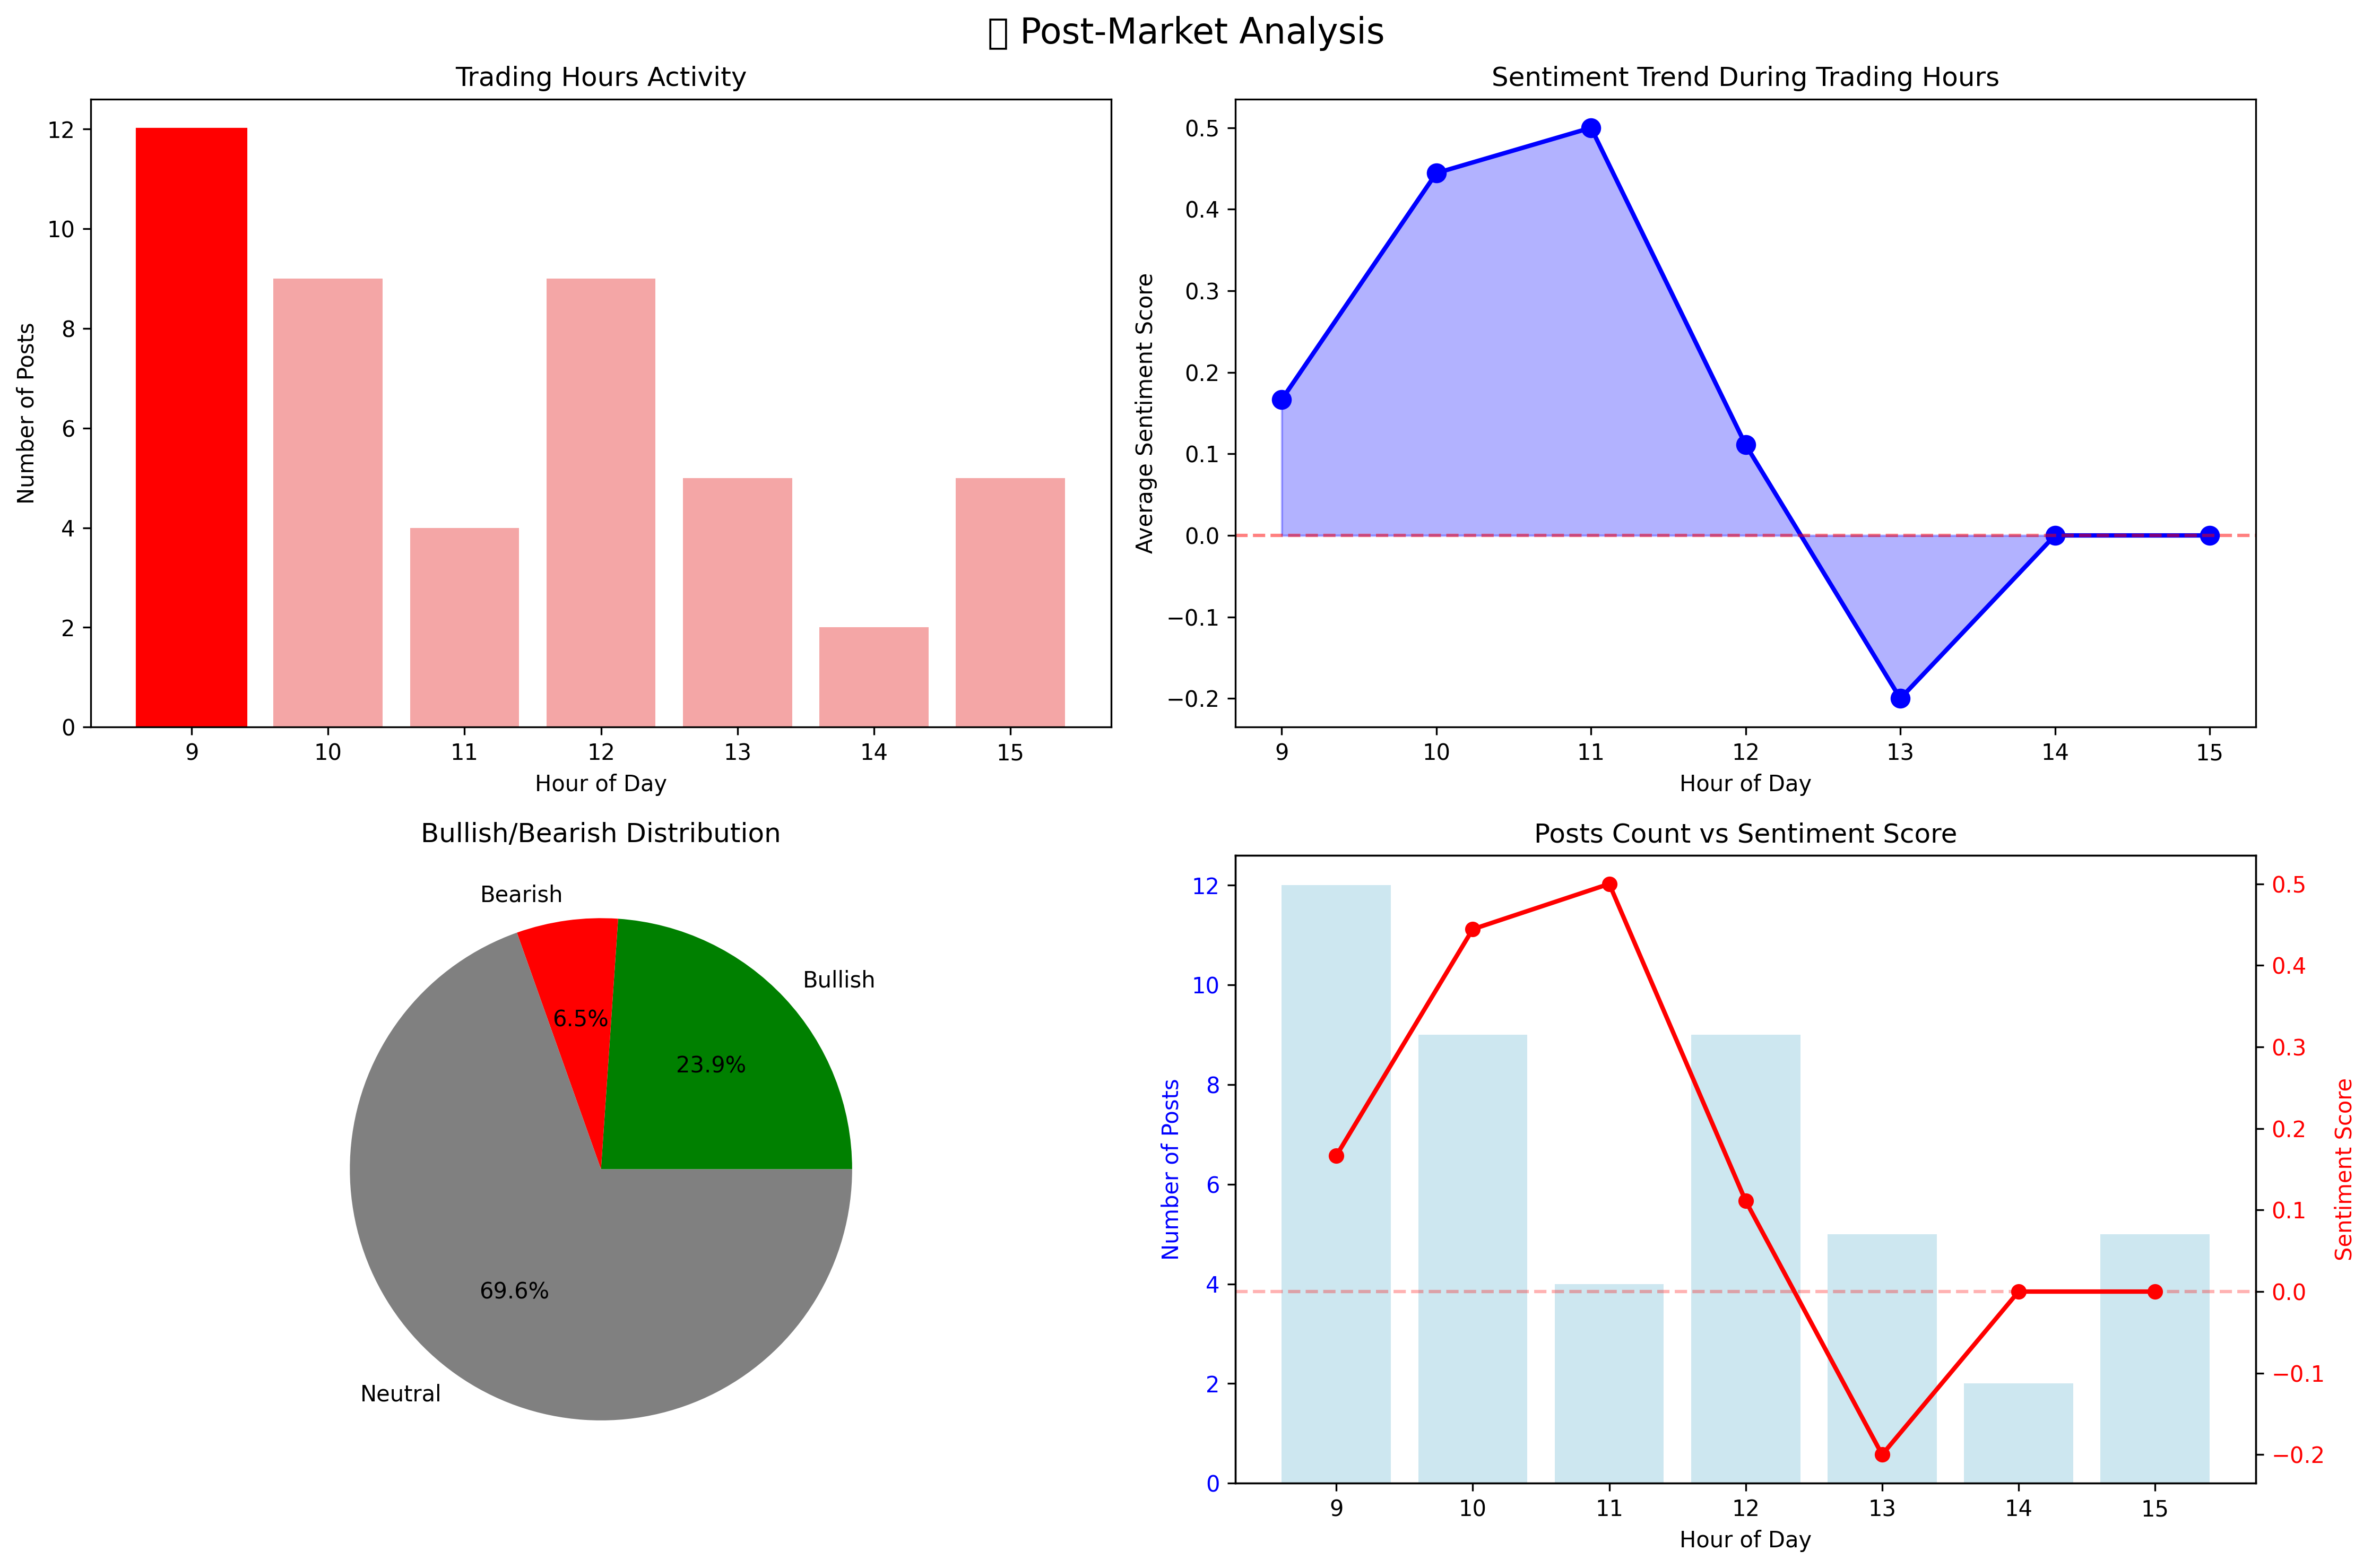 Post-Market Analysis
Trading Hours Activity
Number of Posts
12
10
8
6
4
2
0
9 10 11 12 13 14 15
Hour of Day
Sentiment Trend During Trading Hours
Average Sentiment Score
0.5
0.4
0.3
0.2
0.1
0.0
−0.1
−0.2
9 10 11 12 13 14 15
Hour of Day
Bullish/Bearish Distribution
Bearish
Bullish
6.5%
23.9%
69.6%
Neutral
Posts Count vs Sentiment Score
Number of Posts
12
10
8
6
4
2
0
0.5
0.4
0.3
0.2
0.1
0.0
−0.1
−0.2
Sentiment Score
9 10 11 12 13 14 15
Hour of Day